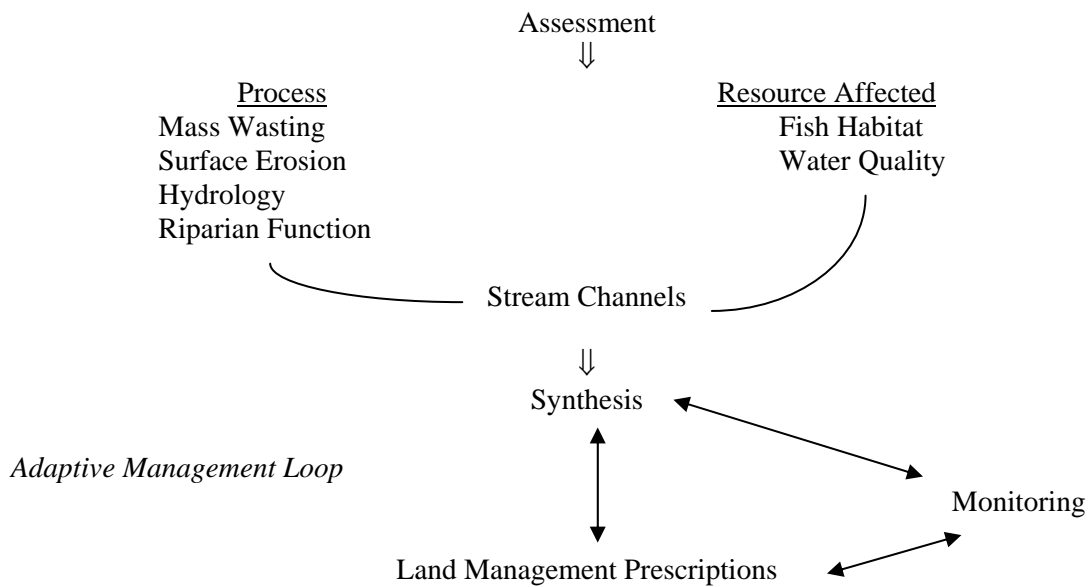 Assessment
⇓
Process
Resource Affected
Mass Wasting
Fish Habitat
Surface Erosion
Water Quality
Hydrology
Riparian Function
Stream Channels
⇓
Synthesis
Adaptive Management Loop
Monitoring
Land Management Prescriptions